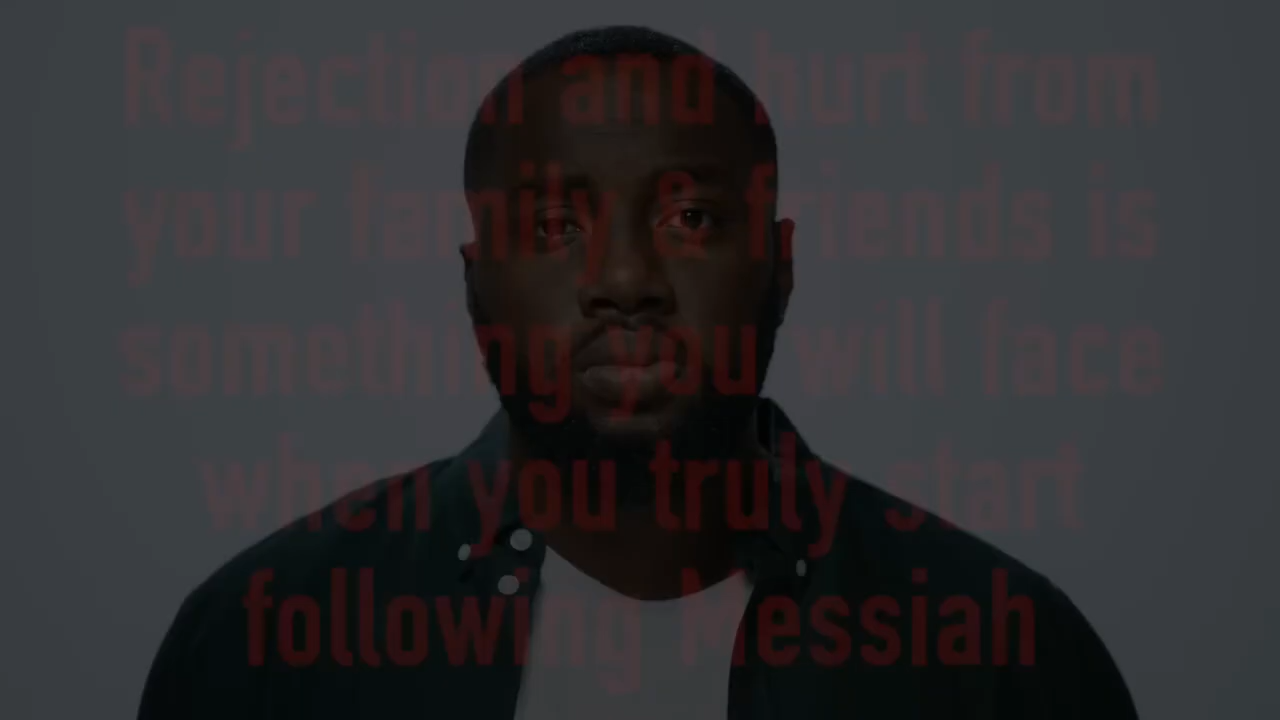 Rejection and hurt from
your family & friends is
something you will face
when you truly start
following Messiah